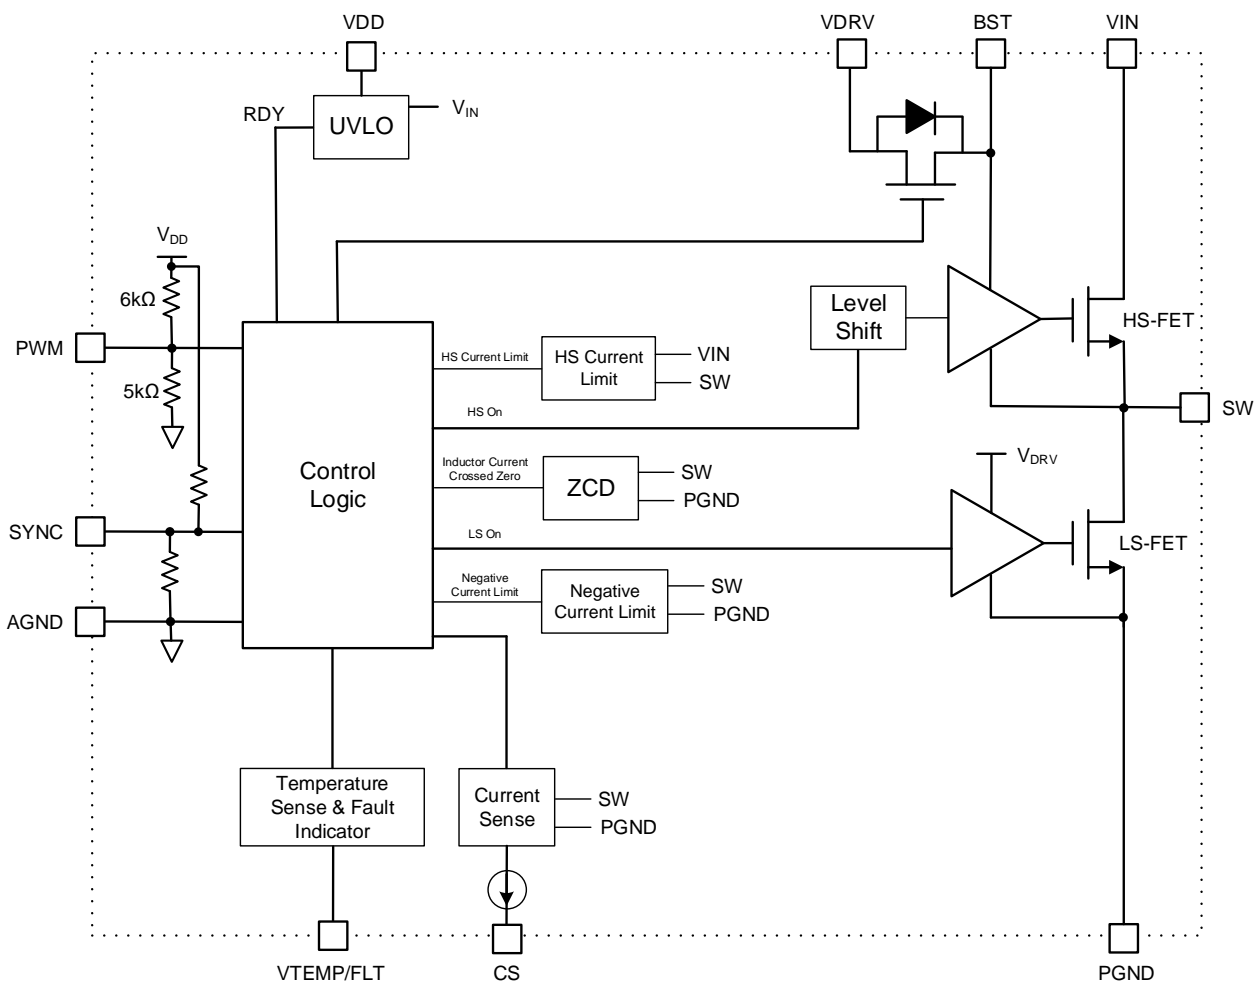 VDD
VDRV
BST
VIN
RDY
UVLO
VIN
VDD
6kΩ
PWM
5kΩ
SYNC
AGND
Control
Logic
HS Current Limit
HS Current
Limit
VIN
SW
HS On
Level
Shift
HS-FET
SW
Inductor Current
Crossed Zero
ZCD
SW
PGND
VDRV
LS On
LS-FET
Negative
Current Limit
Negative
Current Limit
SW
PGND
Temperature
Sense & Fault
Indicator
Current
Sense
SW
PGND
VTEMP/FLT
CS
PGND